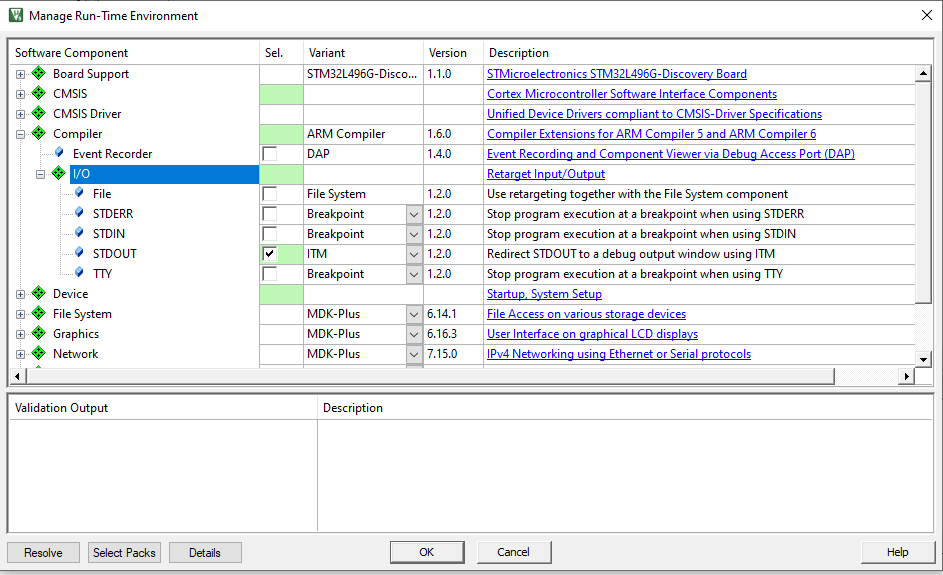 Manage Run-Time Environment
Software Component Sel. Variant Version Description
Board Support STM32L496G-Disco... 1.1.0 STMicroelectronics STM32L496G-Discovery Board
CMSIS Cortex Microcontroller Software Interface Components
CMSIS Driver Unified Device Drivers compliant to CMSIS-Driver Specifications
Compiler ARM Compiler 1.6.0 Compiler Extensions for ARM Compiler 5 and ARM Compiler 6
Event Recorder DAP 1.4.0 Event Recording and Component Viewer via Debug Access Port (DAP)
I/O Retarget Input/Output
File File System 1.2.0 Use retargeting together with the File System component
STDERR Breakpoint 1.2.0 Stop program execution at a breakpoint when using STDERR
STDIN Breakpoint 1.2.0 Stop program execution at a breakpoint when using STDIN
STDOUT ITM 1.2.0 Redirect STDOUT to a debug output window using ITM
TTY Breakpoint 1.2.0 Stop program execution at a breakpoint when using TTY
Device Startup, System Setup
File System MDK-Plus 6.14.1 File Access on various storage devices
Graphics MDK-Plus 6.16.3 User Interface on graphical LCD displays
Network MDK-Plus 7.15.0 IPv4 Networking using Ethernet or Serial protocols
Validation Output Description
Resolve Select Packs Details OK Cancel Help